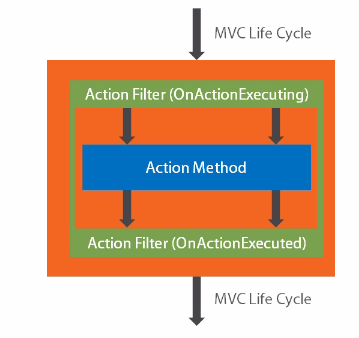 MVC Life Cycle
Action Filter (OnActionExecuting)
Action Method
Action Filter (OnActionExecuted)
MVC Life Cycle